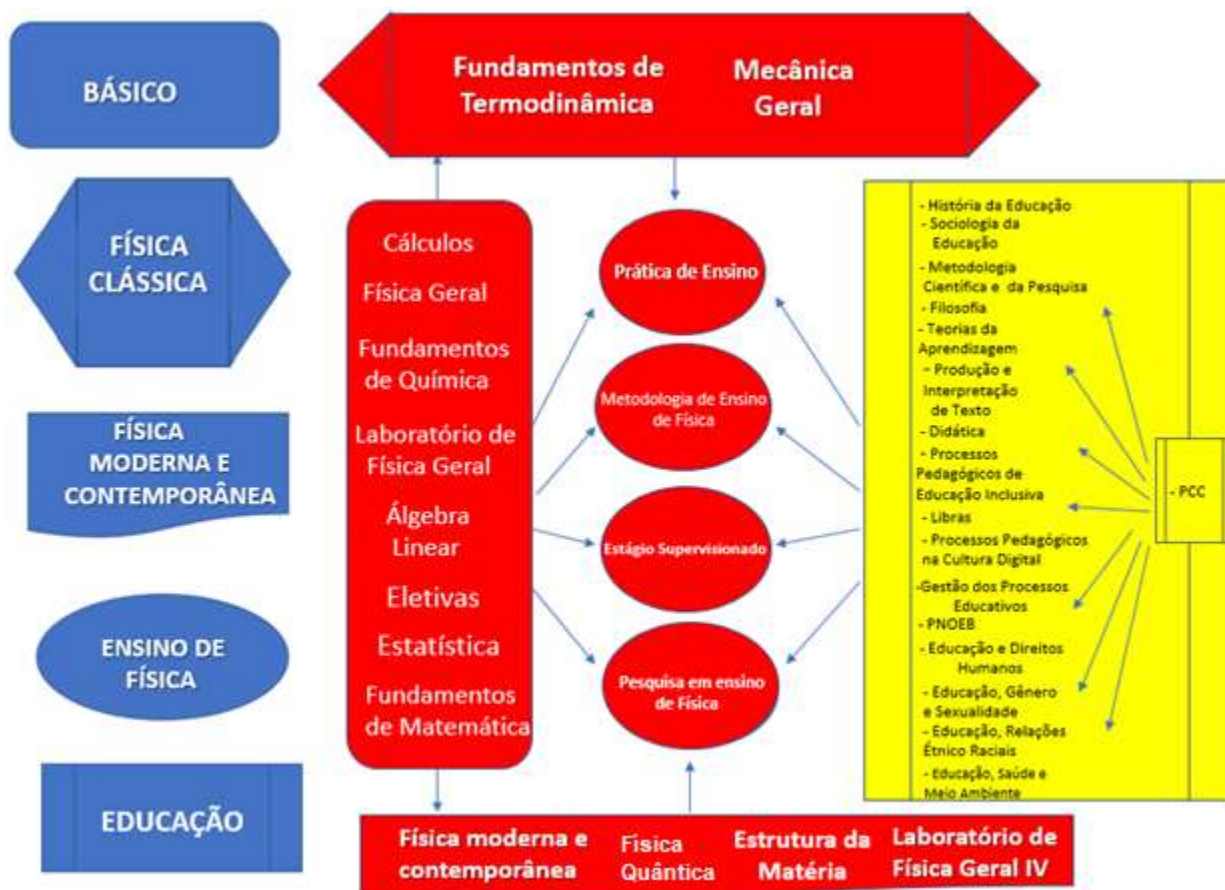 BÁSICO
FÍSICA
CLÁSSICA
FÍSICA
MODERNA E
CONTEMPORÂNEA
ENSINO DE
FÍSICA
EDUCAÇÃO
Fundamentos de
Termodinâmica
Mecânica
Geral
Cálculos
Física Geral
Fundamentos
de Química
Laboratório de
Física Geral
Álgebra
Linear
Eletivas
Estatística
Fundamentos
de Matemática
Prática de Ensino
Metodologia de Ensino
de Física
Estágio Supervisionado
Pesquisa em ensino
de Física
- História da Educação
- Sociologia da
Educação
- Metodologia
Científica e da Pesquisa
- Filosofia
- Teorias da
Aprendizagem
- Produção e
Interpretação
de Texto
- Didática
- Processos
Pedagógicos de
Educação Inclusiva
- Libras
- Processos Pedagógicos
na Cultura Digital
-Gestão dos Processos
Educativos
- PNOEB
- Educação e Direitos
Humanos
- Educação, Gênero
e Sexualidade
- Educação, Relações
Étnico Raciais
- Educação, Saúde e
Meio Ambiente
- PCC
Física moderna e
contemporânea
Física
Quântica
Estrutura da
Matéria
Laboratório de
Física Geral IV